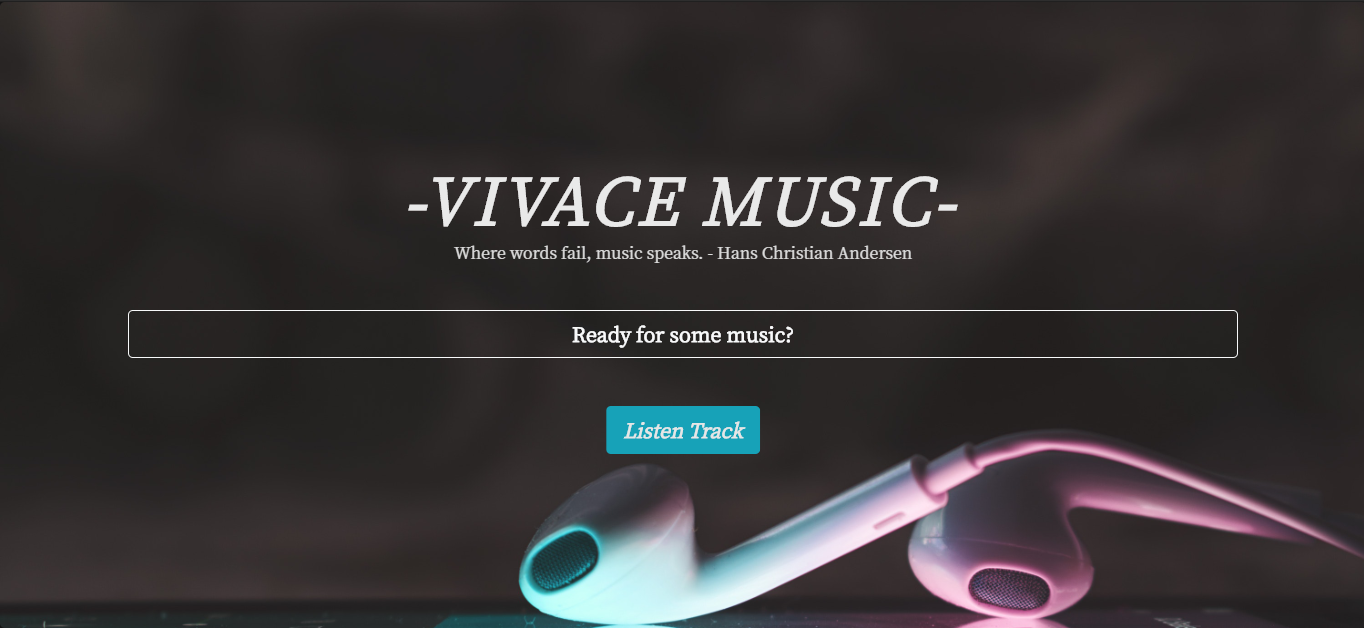 -VIVACE MUSIC-
Where words fail, music speaks. - Hans Christian Andersen
Ready for some music?
Listen Track